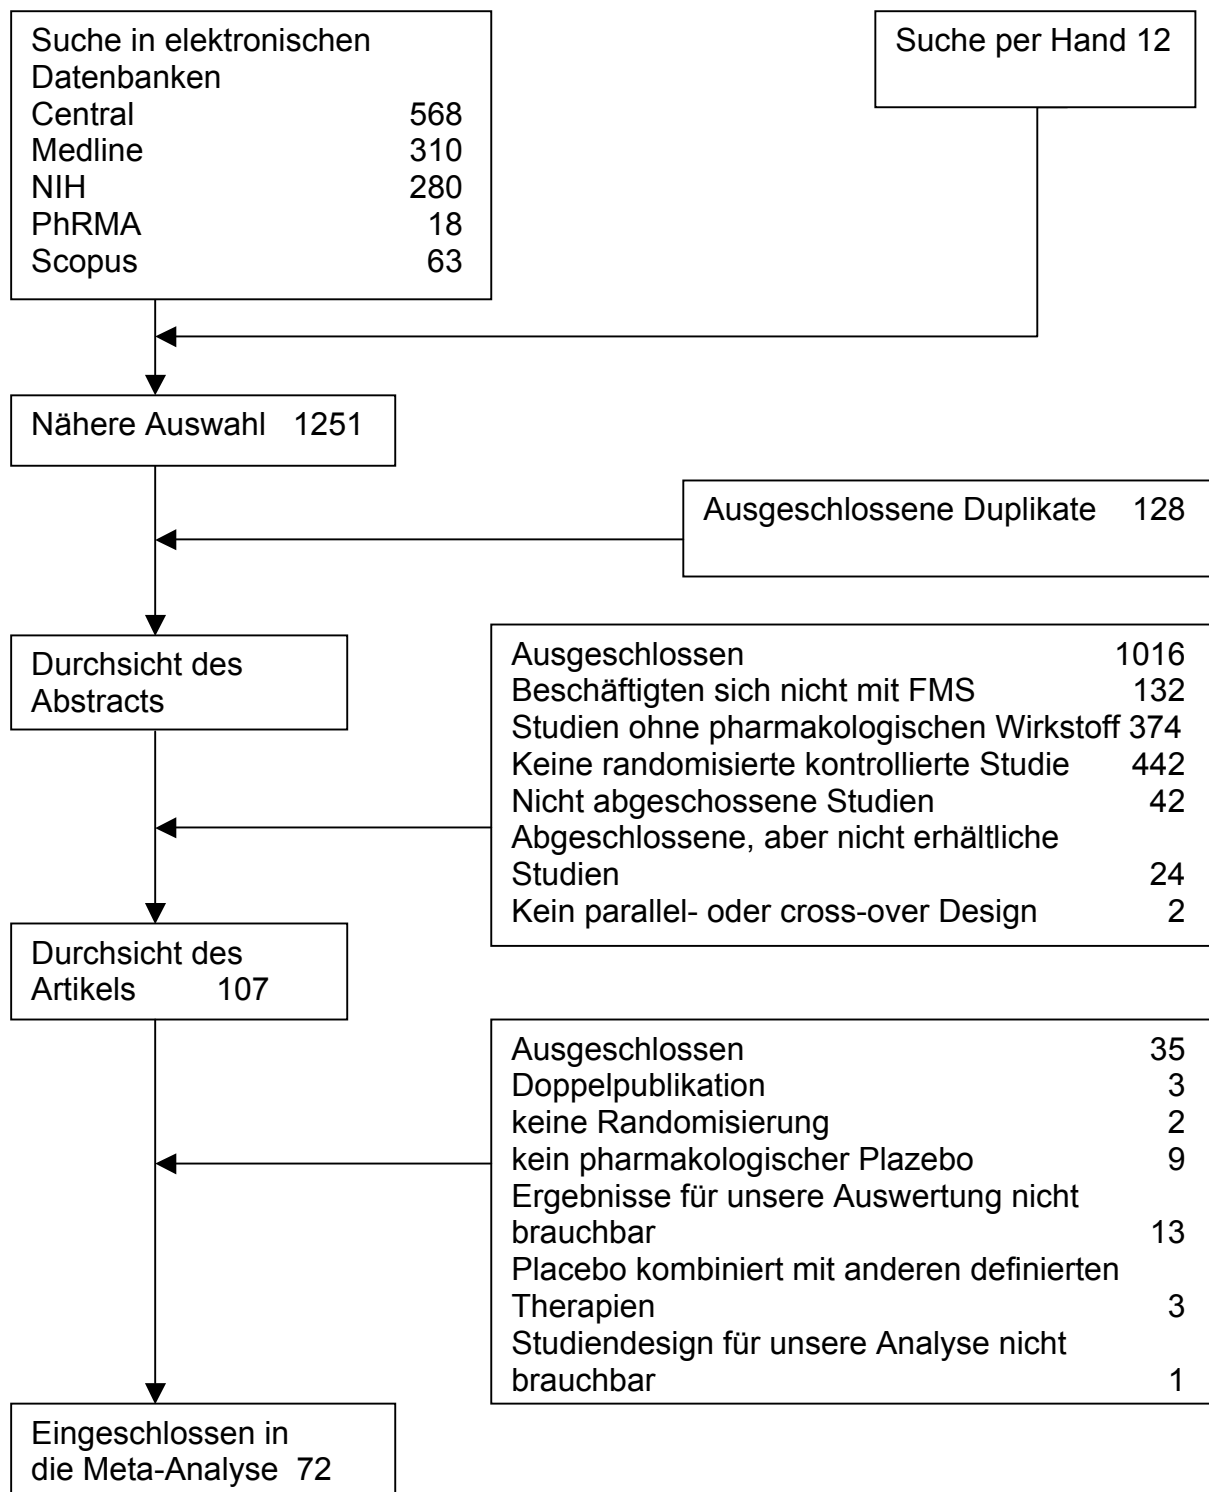 Suche in elektronischen
Datenbanken
Central 568
Medline 310
NIH 280
PhRMA 18
Scopus 63
Suche per Hand 12
Nähere Auswahl 1251
Ausgeschlossene Duplikate 128
Durchsicht des
Abstracts
Ausgeschlossen 1016
Beschäftigten sich nicht mit FMS 132
Studien ohne pharmakologischen Wirkstoff 374
Keine randomisierte kontrollierte Studie 442
Nicht abgeschossene Studien 42
Abgeschlossene, aber nicht erhältliche
Studien 24
Kein parallel- oder cross-over Design 2
Durchsicht des
Artikels 107
Ausgeschlossen 35
Doppelpublikation 3
keine Randomisierung 2
kein pharmakologischer Plazebo 9
Ergebnisse für unsere Auswertung nicht
brauchbar 13
Placebo kombiniert mit anderen definierten
Therapien 3
Studiendesign für unsere Analyse nicht
brauchbar 1
Eingeschlossen in
die Meta-Analyse 72